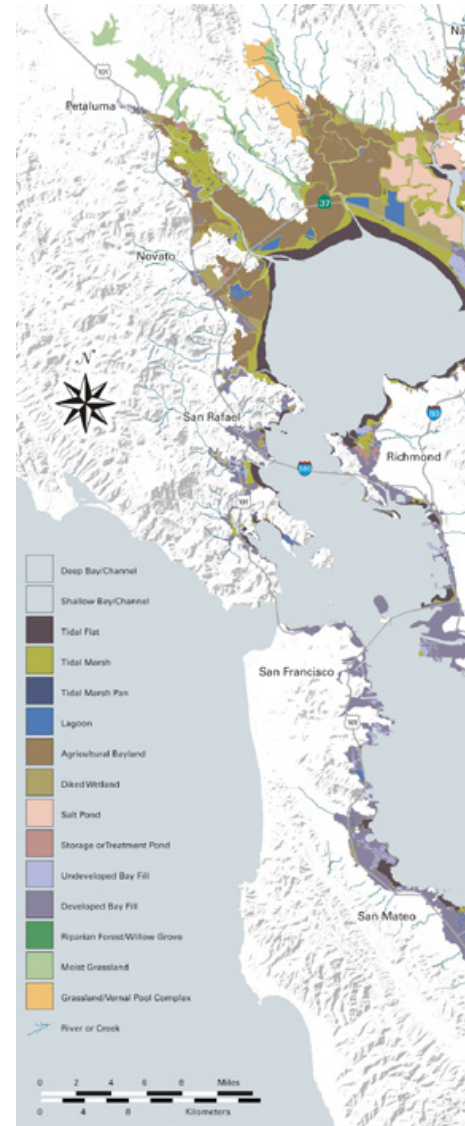 101
Na
Petaluma
37
Novato
N
80
San Rafael
Richmond
580
101
Deep Bay/Channel
Shallow Bay/Channel
Tidal Flat
Tidal Marsh
San Francisco
Tidal Marsh Pan
Lagoon
101
Agricultural Bayland
Diked Wetland
Salt Pond
Storage orTreatment Pond
Undeveloped Bay Fill
Developed Bay Fill
San Mateo
Riparian Forest/Willow Grove
Moist Grassland
Grassland/Vernal Pool Complex
River or Creek
0 2 4 6 8 Miles
0 4 8 Kilometers